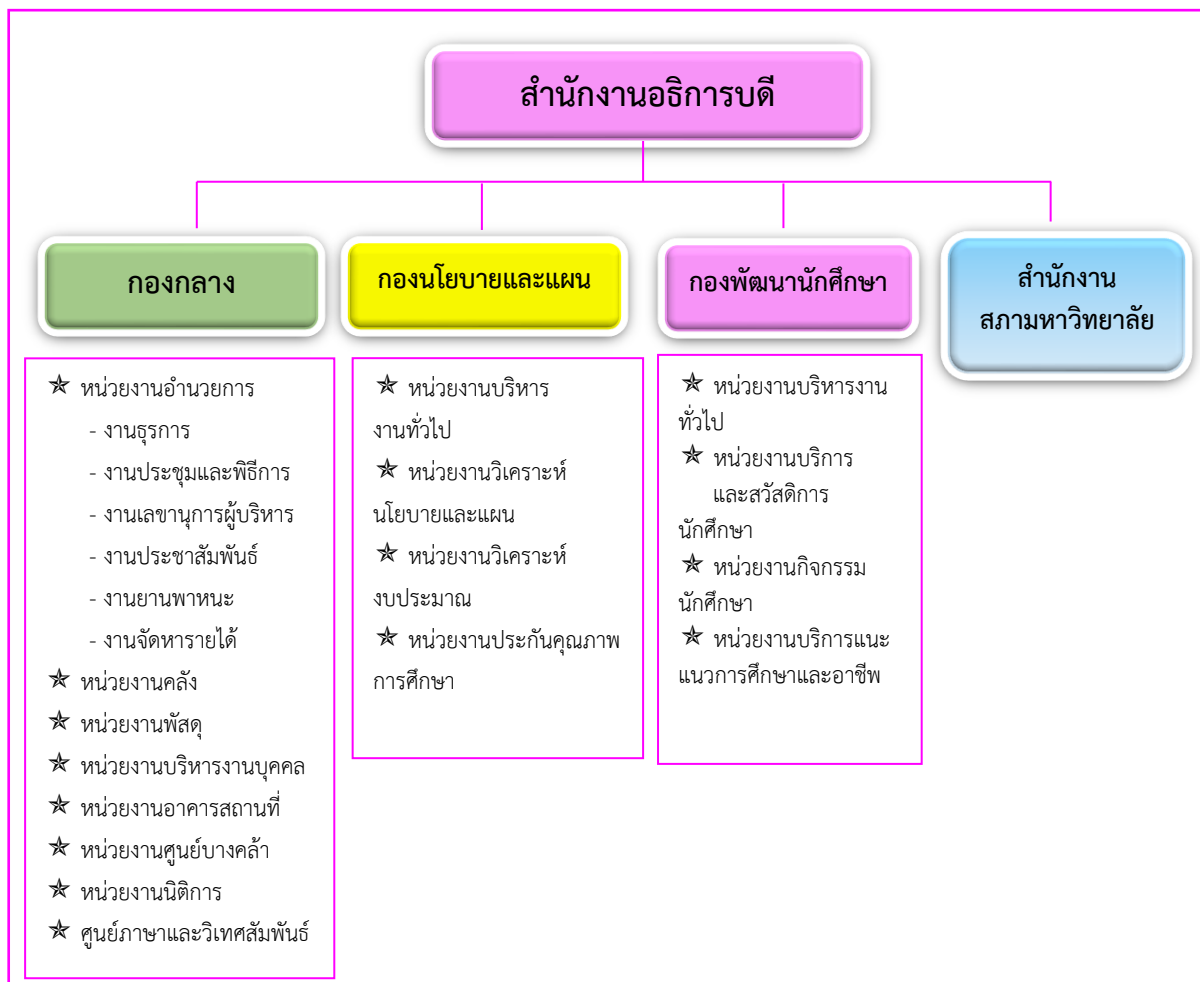 สำนักงานอธิการบดี
กองกลาง
★ หน่วยงานอำนวยการ
- งานธุรการ
- งานประชุมและพิธีการ
- งานเลขานุการผู้บริหาร
- งานประชาสัมพันธ์
- งานยานพาหนะ
- งานจัดหารายได้
★ หน่วยงานคลัง
★ หน่วยงานพัสดุ
★ หน่วยงานบริหารงานบุคคล
★ หน่วยงานอาคารสถานที่
★ หน่วยงานศูนย์บางคล้า
★ หน่วยงานนิติการ
★ ศูนย์ภาษาและวิเทศสัมพันธ์
กองนโยบายและแผน
★ หน่วยงานบริหาร
งานทั่วไป
★ หน่วยงานวิเคราะห์
นโยบายและแผน
★ หน่วยงานวิเคราะห์
งบประมาณ
★ หน่วยงานประกันคุณภาพ
การศึกษา
กองพัฒนานักศึกษา
★ หน่วยงานบริหารงาน
ทั่วไป
★ หน่วยงานบริการ
และสวัสดิการ
นักศึกษา
★ หน่วยงานกิจกรรม
นักศึกษา
★ หน่วยงานบริการแนะ
แนวการศึกษาและอาชีพ
สำนักงาน
สภามหาวิทยาลัย